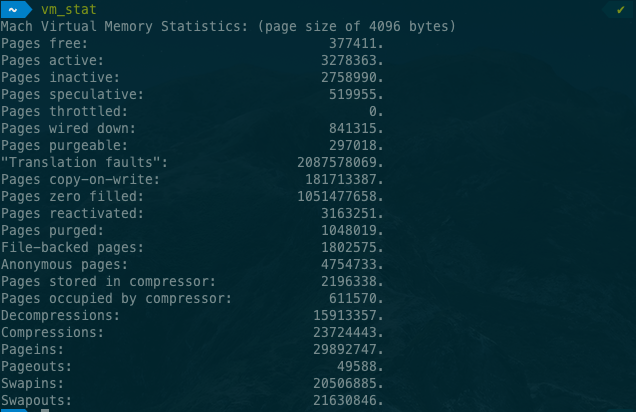 ~ vm_stat ✔
Mach Virtual Memory Statistics: (page size of 4096 bytes)
Pages free: 377411.
Pages active: 3278363.
Pages inactive: 2758990.
Pages speculative: 519955.
Pages throttled: 0.
Pages wired down: 841315.
Pages purgeable: 297018.
"Translation faults": 2087578069.
Pages copy-on-write: 181713387.
Pages zero filled: 1051477658.
Pages reactivated: 3163251.
Pages purged: 1048019.
File-backed pages: 1802575.
Anonymous pages: 4754733.
Pages stored in compressor: 2196338.
Pages occupied by compressor: 611570.
Decompressions: 15913357.
Compressions: 23724443.
Pageins: 29892747.
Pageouts: 49588.
Swapins: 20506885.
Swapouts: 21630846.